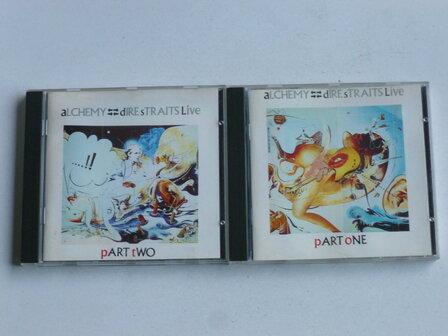 aLCHEMY dIRE sTRAITS Live
!!
pART tWO
aLCHEMY dIRE sTRAITS Live
pART oNE